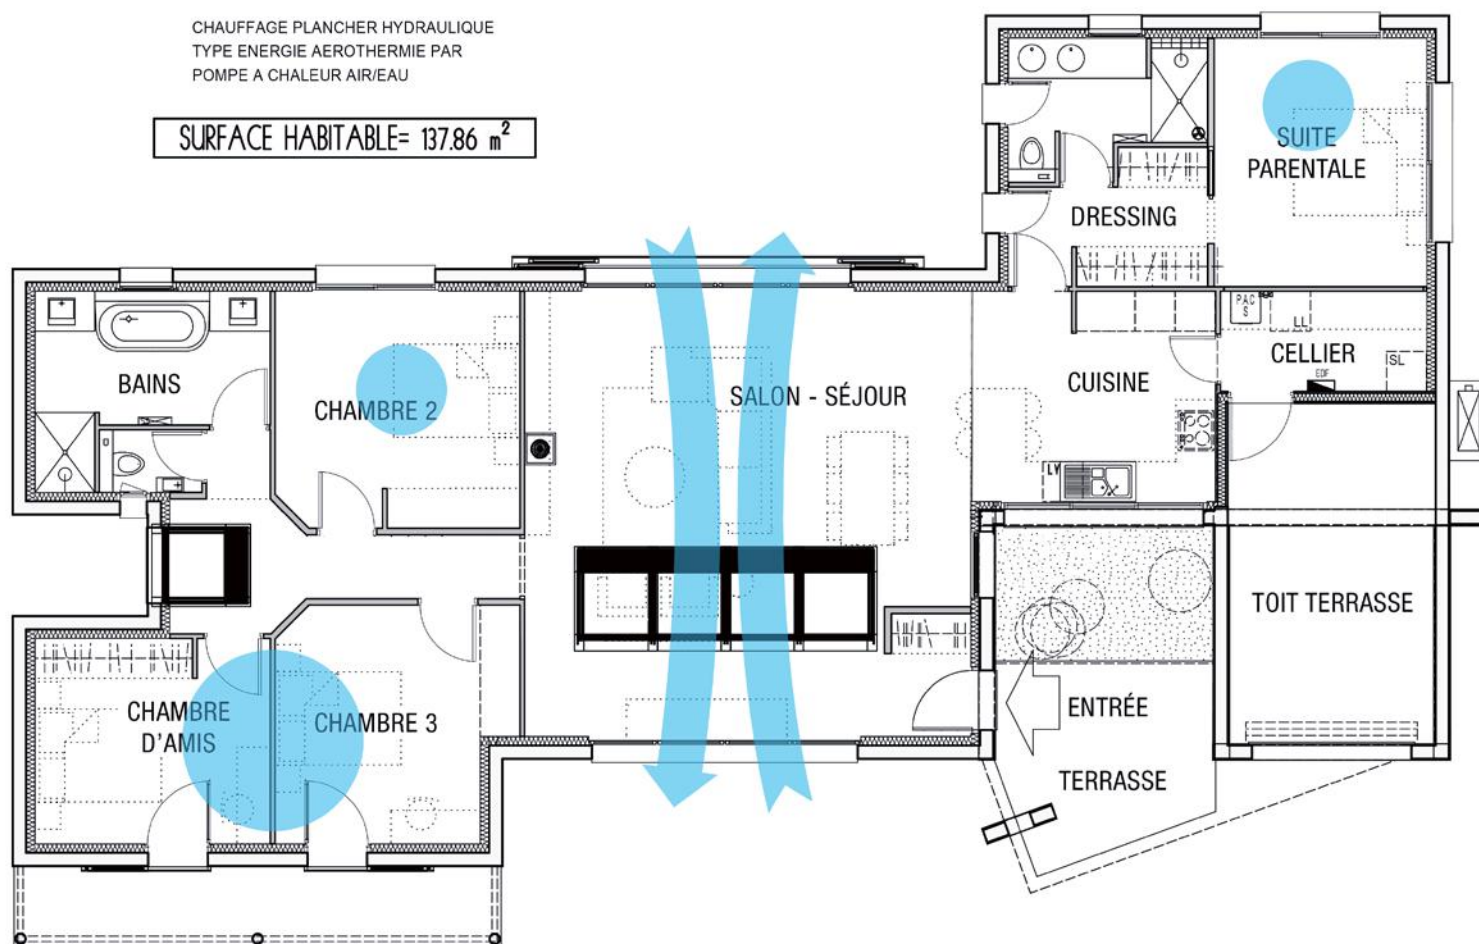 CHAUFFAGE PLANCHER HYDRAULIQUE
TYPE ENERGIE AEROTHERMIE PAR
POMPE A CHALEUR AIR/EAU
SURFACE HABITABLE= 137.86 m²
SUITE
PARENTALE
DRESSING
PAC
S
LL
CELLIER
SL
EDF
BAINS
CHAMBRE 2
SALON - SÉJOUR
CUISINE
LV
TOIT TERRASSE
CHAMBRE
D'AMIS
CHAMBRE 3
ENTRÉE
TERRASSE